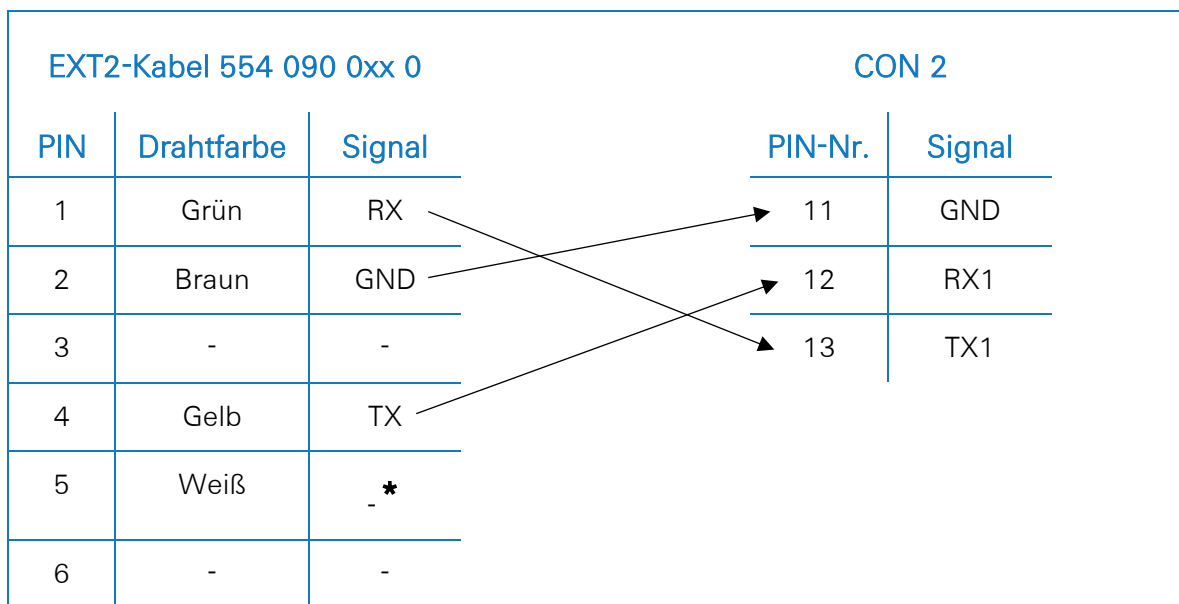 EXT2-Kabel 554 090 0xx 0 CON 2
PIN Drahtfarbe Signal PIN-Nr. Signal
1 Grün RX 11 GND
2 Braun GND 12 RX1
3 - - 13 TX1
4 Gelb TX
5 Weiß -*
6 - -